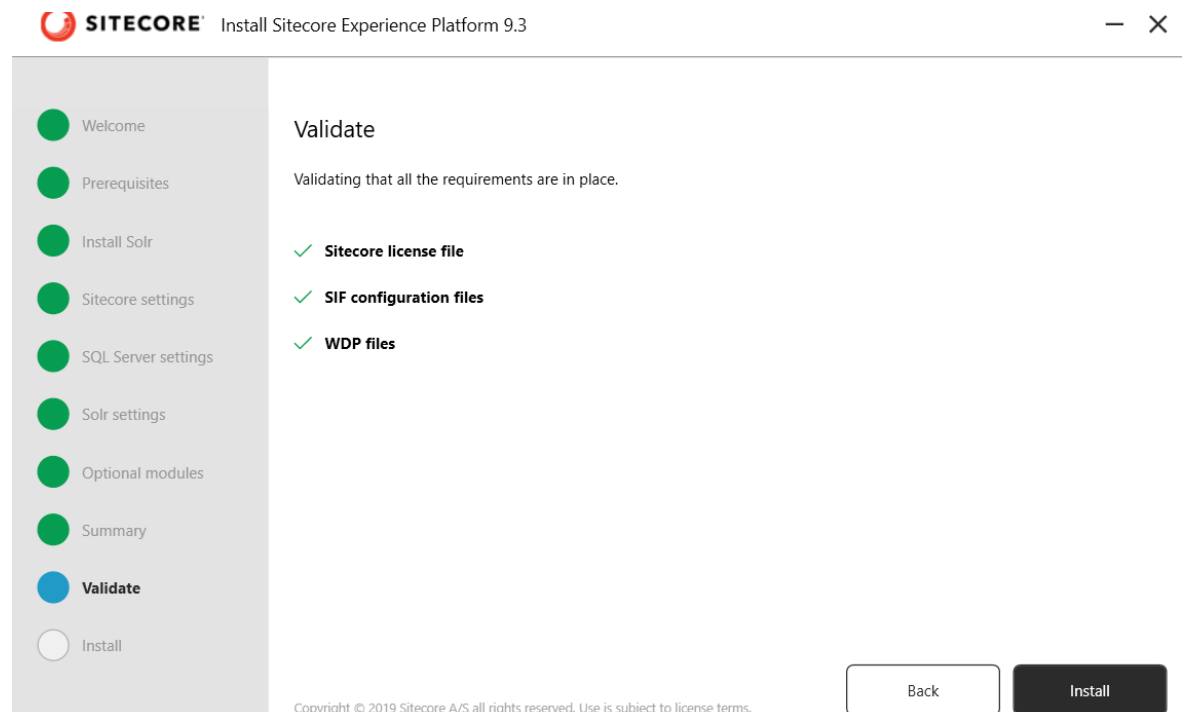 SITECORE Install Sitecore Experience Platform 9.3
Welcome
Prerequisites
Install Solr
Sitecore settings
SQL Server settings
Solr settings
Optional modules
Summary
Validate
Install
Validate
Validating that all the requirements are in place.
Sitecore license file
SIF configuration files
WDP files
Back
Install
Copyright © 2019 Sitecore A/S all rights reserved. Use is subject to license terms.